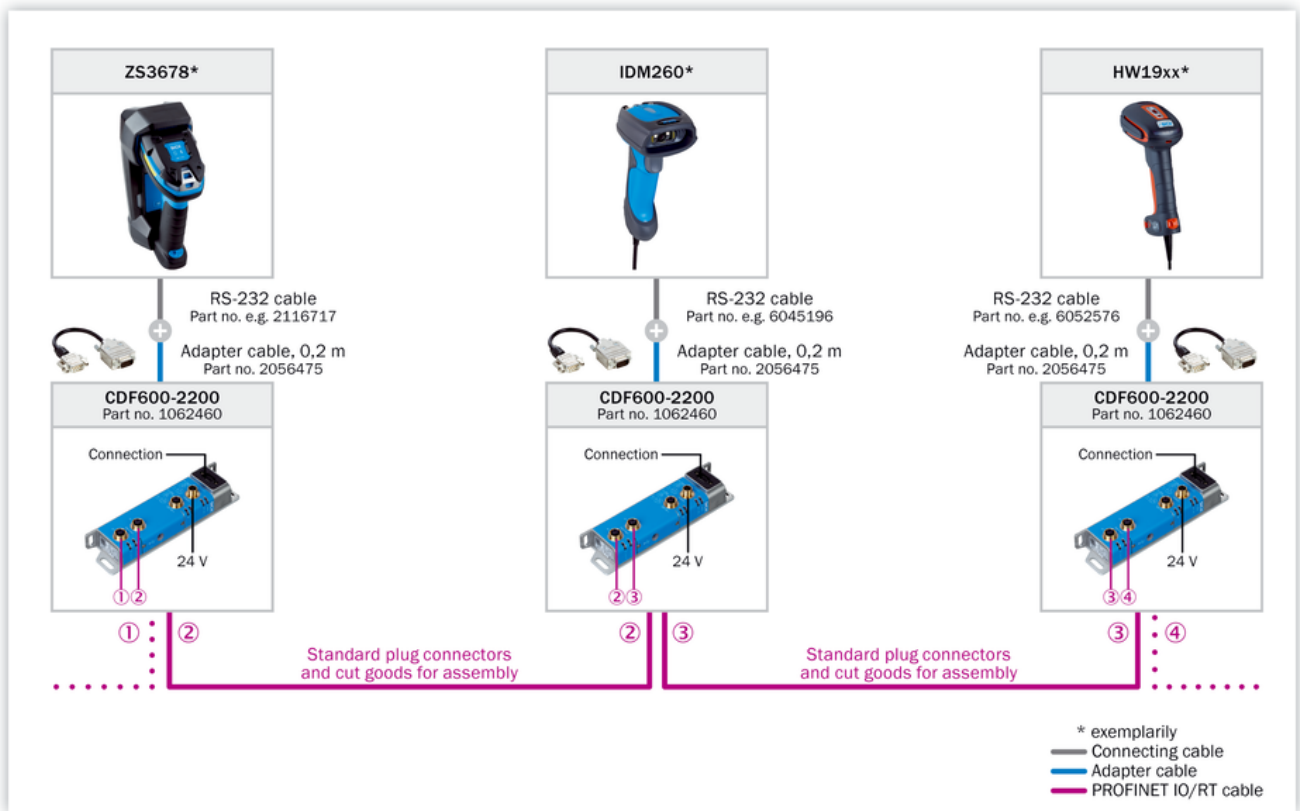 ZS3678*
IDM260*
HW19xx*
RS-232 cable
Part no. e.g. 2116717
Adapter cable, 0,2 m
Part no. 2056475
RS-232 cable
Part no. e.g. 6045196
Adapter cable, 0,2 m
Part no. 2056475
RS-232 cable
Part no. e.g. 6052576
Adapter cable, 0,2 m
Part no. 2056475
CDF600-2200
Part no. 1062460
Connection
24 V
①②
CDF600-2200
Part no. 1062460
Connection
24 V
②③
CDF600-2200
Part no. 1062460
Connection
24 V
③④
① ②
② ③
③ ④
Standard plug connectors
and cut goods for assembly
Standard plug connectors
and cut goods for assembly
* exemplarily
Connecting cable
Adapter cable
PROFINET IO/RT cable